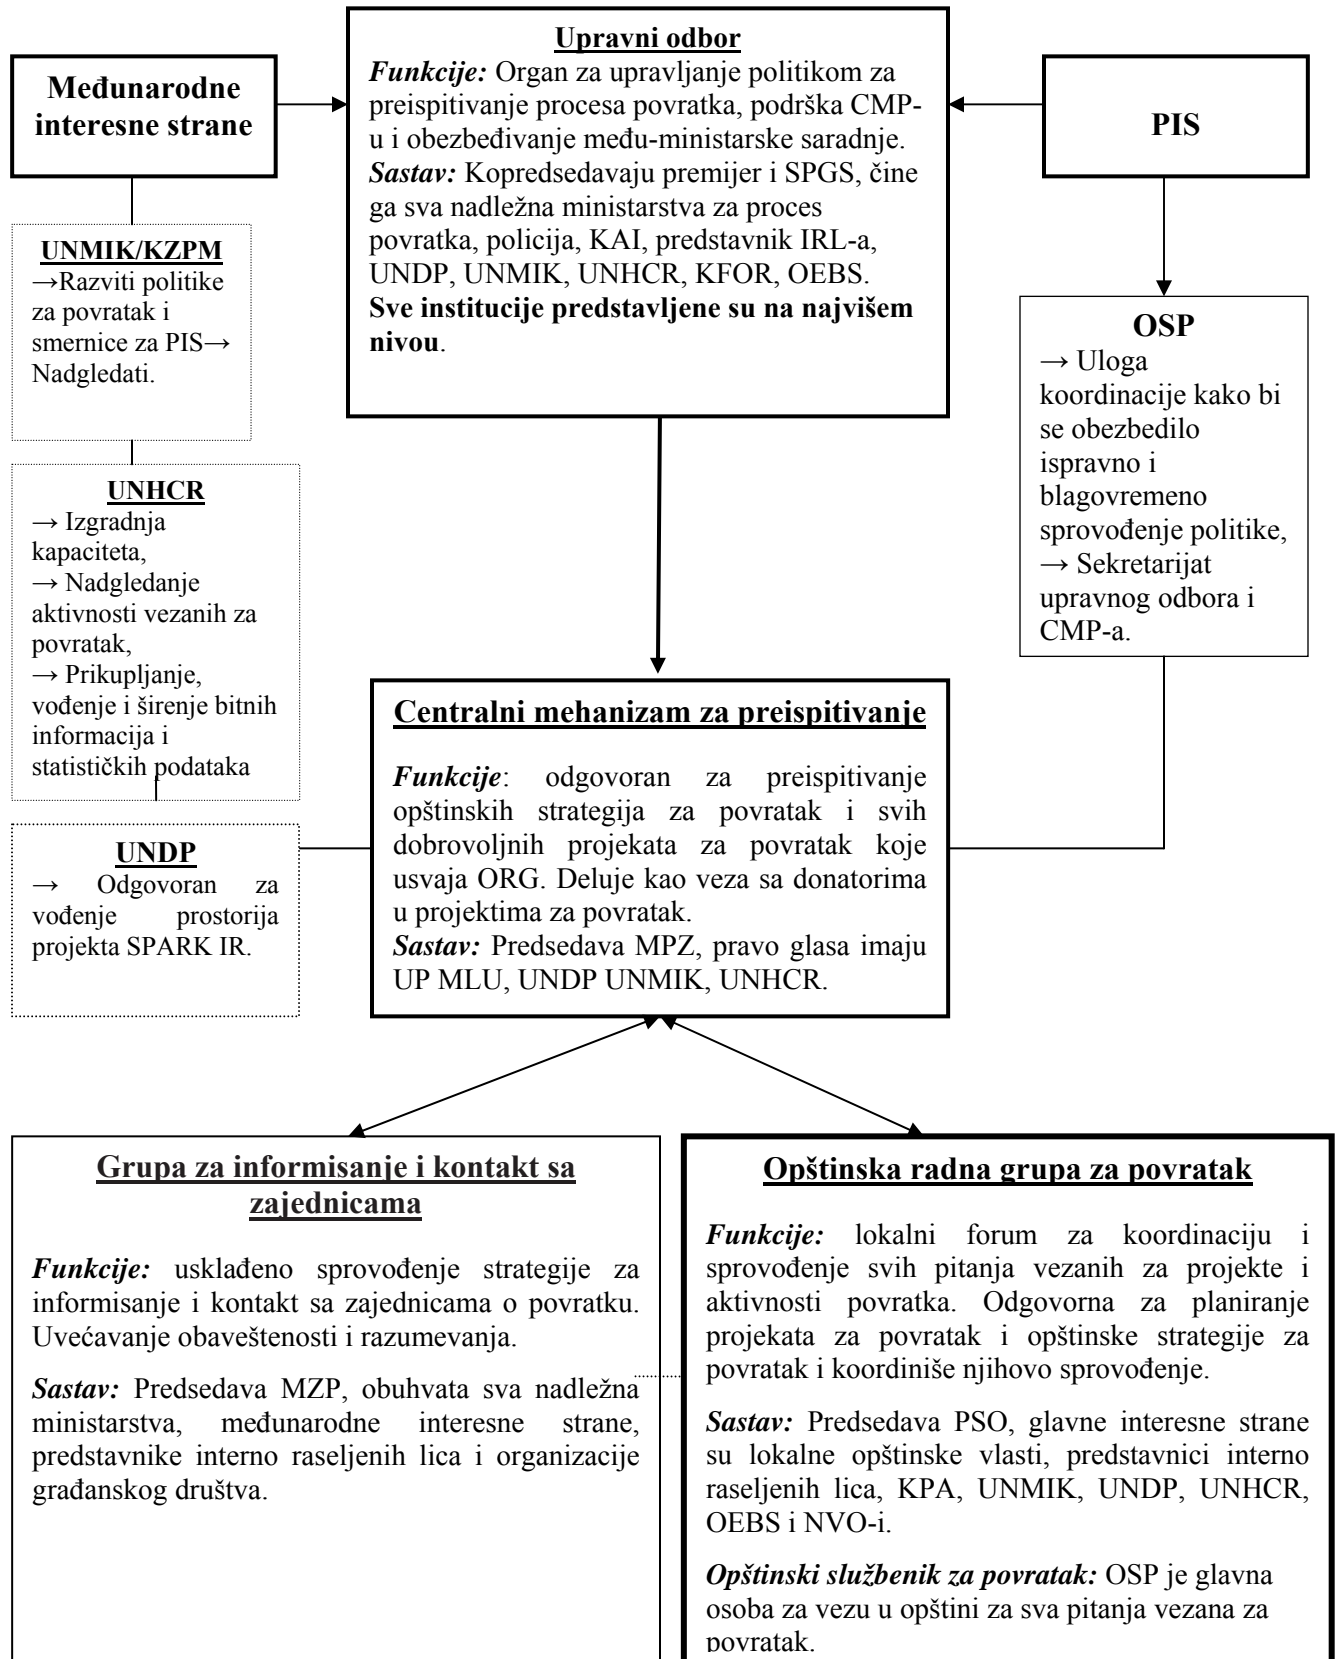 Upravni odbor
Funkcije: Organ za upravljanje politikom za
preispitivanje procesa povratka, podrška CMP-
u i obezbeđivanje među-ministarske saradnje.
Sastav: Kopredsedavaju premijer i SPGS, čine
ga sva nadležna ministarstva za proces
povratka, policija, KAI, predstavnik IRL-a,
UNDP, UNMIK, UNHCR, KFOR, OEBS.
Sve institucije predstavljene su na najvišem
nivou.
Međunarodne
interesne strane
PIS
UNMIK/KZPM
→Razviti politike
za povratak i
smernice za PIS→
Nadgledati.
OSP
→ Uloga
koordinacije kako bi
se obezbedilo
ispravno i
blagovremeno
sprovođenje politike,
→ Sekretarijat
upravnog odbora i
CMP-a.
UNHCR
→ Izgradnja
kapaciteta,
→ Nadgledanje
aktivnosti vezanih za
povratak,
→ Prikupljanje,
vođenje i širenje bitnih
informacija i
statističkih podataka
UNDP
→ Odgovoran za
vođenje prostorija
projekta SPARK IR.
Centralni mehanizam za preispitivanje
Funkcije: odgovoran za preispitivanje
opštinskih strategija za povratak i svih
dobrovoljnih projekata za povratak koje
usvaja ORG. Deluje kao veza sa donatorima
u projektima za povratak.
Sastav: Predsedava MPZ, pravo glasa imaju
UP MLU, UNDP UNMIK, UNHCR.
Grupa za informisanje i kontakt sa
zajednicama
Funkcije: usklađeno sprovođenje strategije za
informisanje i kontakt sa zajednicama o povratku.
Uvećavanje obaveštenosti i razumevanja.
Sastav: Predsedava MZP, obuhvata sva nadležna
ministarstva, međunarodne interesne strane,
predstavnike interno raseljenih lica i organizacije
građanskog društva.
Opštinska radna grupa za povratak
Funkcije: lokalni forum za koordinaciju i
sprovođenje svih pitanja vezanih za projekte i
aktivnosti povratka. Odgovorna za planiranje
projekata za povratak i opštinske strategije za
povratak i koordiniše njihovo sprovođenje.
Sastav: Predsedava PSO, glavne interesne strane
su lokalne opštinske vlasti, predstavnici interno
raseljenih lica, KPA, UNMIK, UNDP, UNHCR,
OEBS i NVO-i.
Opštinski službenik za povratak: OSP je glavna
osoba za vezu u opštini za sva pitanja vezana za
povratak.